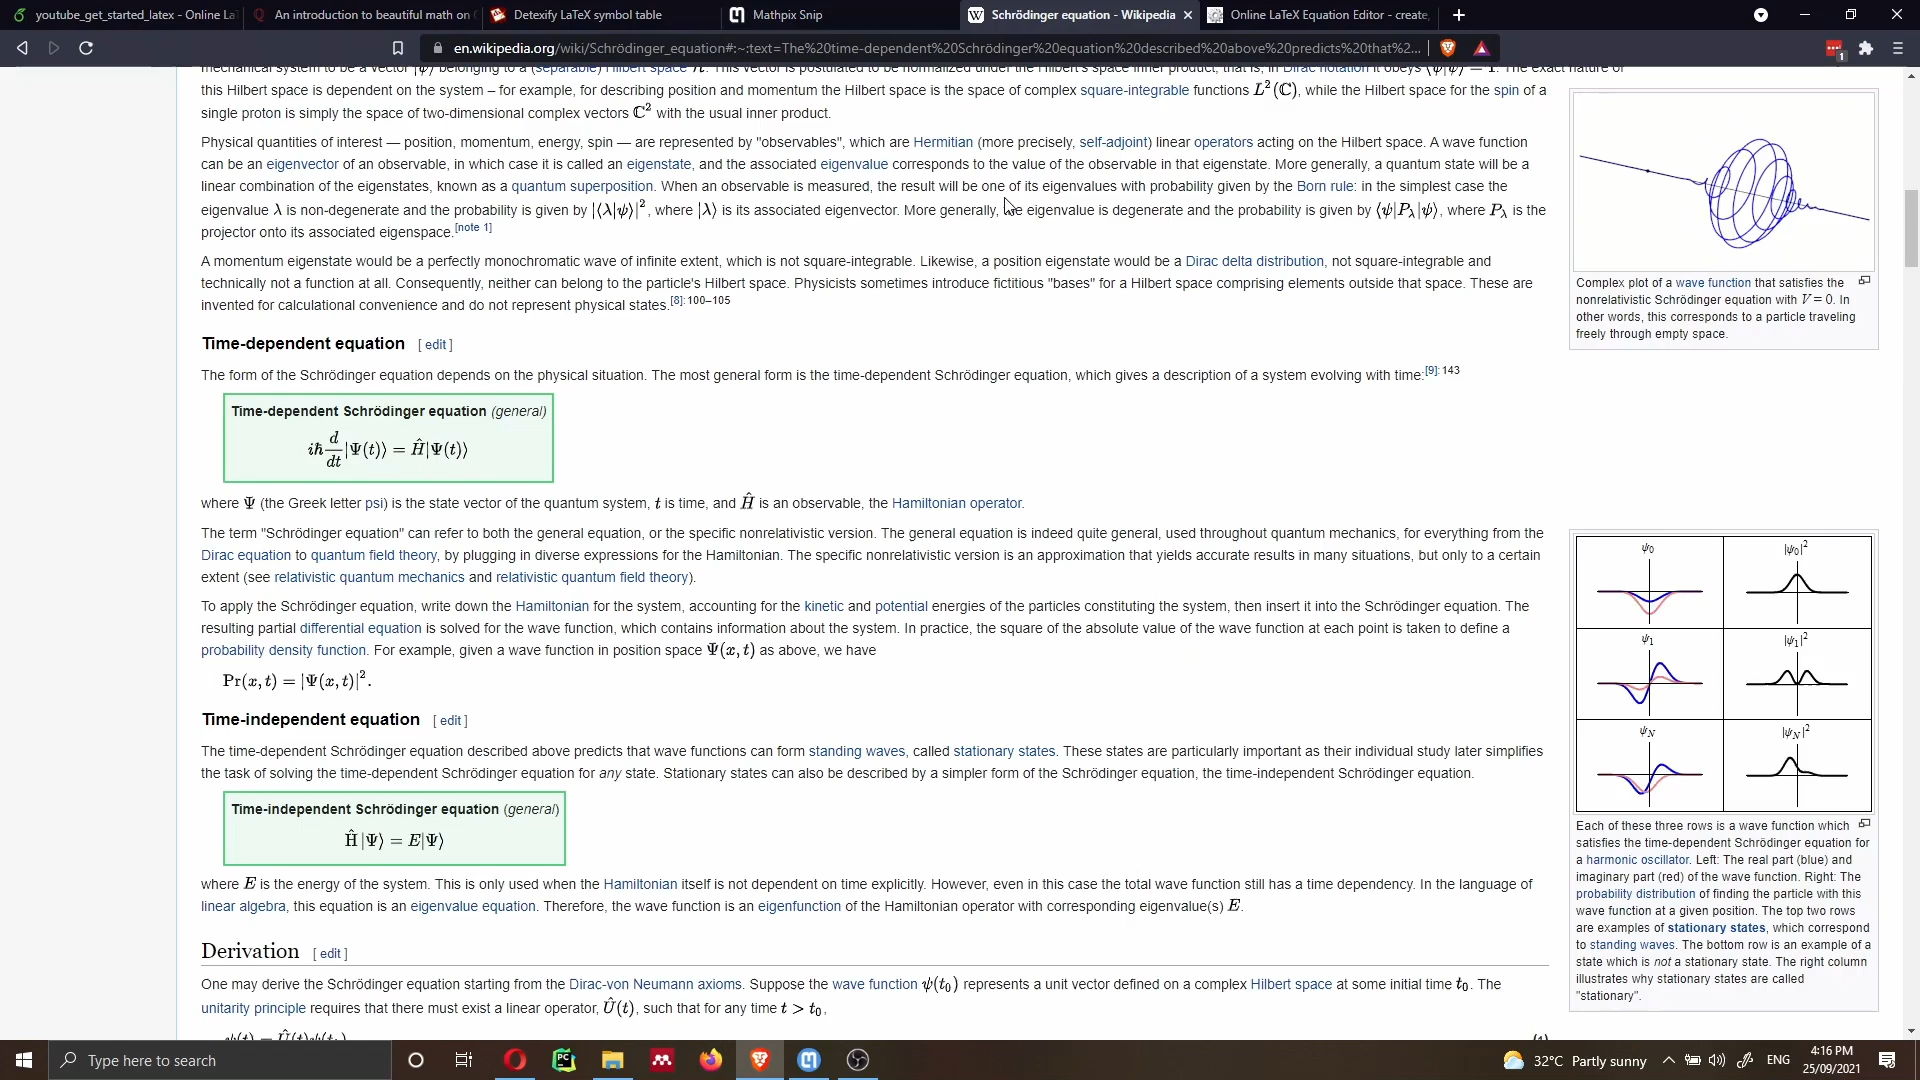 youtube_get_started_latex - Online La
An introduction to beautiful math on
Detexify LaTeX symbol table
Mathpix Snip
Schrödinger equation - Wikipedia
Online LaTeX Equation Editor - create,
en.wikipedia.org/wiki/Schrödinger_equation#:~:text=The%20time-dependent%20Schrödinger%20equation%20described%20above%20predicts%20that%2...
this Hilbert space is dependent on the system – for example, for describing position and momentum the Hilbert space is the space of complex square-integrable functions L²(ℂ), while the Hilbert space for the spin of a
single proton is simply the space of two-dimensional complex vectors ℂ² with the usual inner product.
Physical quantities of interest — position, momentum, energy, spin — are represented by "observables", which are Hermitian (more precisely, self-adjoint) linear operators acting on the Hilbert space. A wave function
can be an eigenvector of an observable, in which case it is called an eigenstate, and the associated eigenvalue corresponds to the value of the observable in that eigenstate. More generally, a quantum state will be a
linear combination of the eigenstates, known as a quantum superposition. When an observable is measured, the result will be one of its eigenvalues with probability given by the Born rule: in the simplest case the
eigenvalue λ is non-degenerate and the probability is given by |⟨λ|ψ⟩|², where |λ⟩ is its associated eigenvector. More generally, eigenvalue is degenerate and the probability is given by ⟨ψ|P_λ|ψ⟩, where P_λ is the
projector onto its associated eigenspace.[note 1]
A momentum eigenstate would be a perfectly monochromatic wave of infinite extent, which is not square-integrable. Likewise, a position eigenstate would be a Dirac delta distribution, not square-integrable and
technically not a function at all. Consequently, neither can belong to the particle's Hilbert space. Physicists sometimes introduce fictitious "bases" for a Hilbert space comprising elements outside that space. These are
invented for calculational convenience and do not represent physical states.[8]: 100–105
Time-dependent equation [ edit ]
The form of the Schrödinger equation depends on the physical situation. The most general form is the time-dependent Schrödinger equation, which gives a description of a system evolving with time:[9]: 143
Time-dependent Schrödinger equation (general)
iħ d/dt |Ψ(t)⟩ = Ĥ|Ψ(t)⟩
where Ψ (the Greek letter psi) is the state vector of the quantum system, t is time, and Ĥ is an observable, the Hamiltonian operator.
The term "Schrödinger equation" can refer to both the general equation, or the specific nonrelativistic version. The general equation is indeed quite general, used throughout quantum mechanics, for everything from the
Dirac equation to quantum field theory, by plugging in diverse expressions for the Hamiltonian. The specific nonrelativistic version is an approximation that yields accurate results in many situations, but only to a certain
extent (see relativistic quantum mechanics and relativistic quantum field theory).
To apply the Schrödinger equation, write down the Hamiltonian for the system, accounting for the kinetic and potential energies of the particles constituting the system, then insert it into the Schrödinger equation. The
resulting partial differential equation is solved for the wave function, which contains information about the system. In practice, the square of the absolute value of the wave function at each point is taken to define a
probability density function. For example, given a wave function in position space Ψ(x, t) as above, we have
Pr(x, t) = |Ψ(x, t)|².
Time-independent equation [ edit ]
The time-dependent Schrödinger equation described above predicts that wave functions can form standing waves, called stationary states. These states are particularly important as their individual study later simplifies
the task of solving the time-dependent Schrödinger equation for any state. Stationary states can also be described by a simpler form of the Schrödinger equation, the time-independent Schrödinger equation.
Time-independent Schrödinger equation (general)
Ĥ |Ψ⟩ = E|Ψ⟩
where E is the energy of the system. This is only used when the Hamiltonian itself is not dependent on time explicitly. However, even in this case the total wave function still has a time dependency. In the language of
linear algebra, this equation is an eigenvalue equation. Therefore, the wave function is an eigenfunction of the Hamiltonian operator with corresponding eigenvalue(s) E.
Derivation [ edit ]
One may derive the Schrödinger equation starting from the Dirac-von Neumann axioms. Suppose the wave function ψ(t₀) represents a unit vector defined on a complex Hilbert space at some initial time t₀. The
unitarity principle requires that there must exist a linear operator, Û(t), such that for any time t > t₀,
Complex plot of a wave function that satisfies the
nonrelativistic Schrödinger equation with V = 0. In
other words, this corresponds to a particle traveling
freely through empty space.
ψ₀ |ψ₀|²
ψ₁ |ψ₁|²
ψ_N |ψ_N|²
Each of these three rows is a wave function which
satisfies the time-dependent Schrödinger equation for
a harmonic oscillator. Left: The real part (blue) and
imaginary part (red) of the wave function. Right: The
probability distribution of finding the particle with this
wave function at a given position. The top two rows
are examples of stationary states, which correspond
to standing waves. The bottom row is an example of a
state which is not a stationary state. The right column
illustrates why stationary states are called
"stationary".
Type here to search
32°C Partly sunny
ENG
4:16 PM
25/09/2021